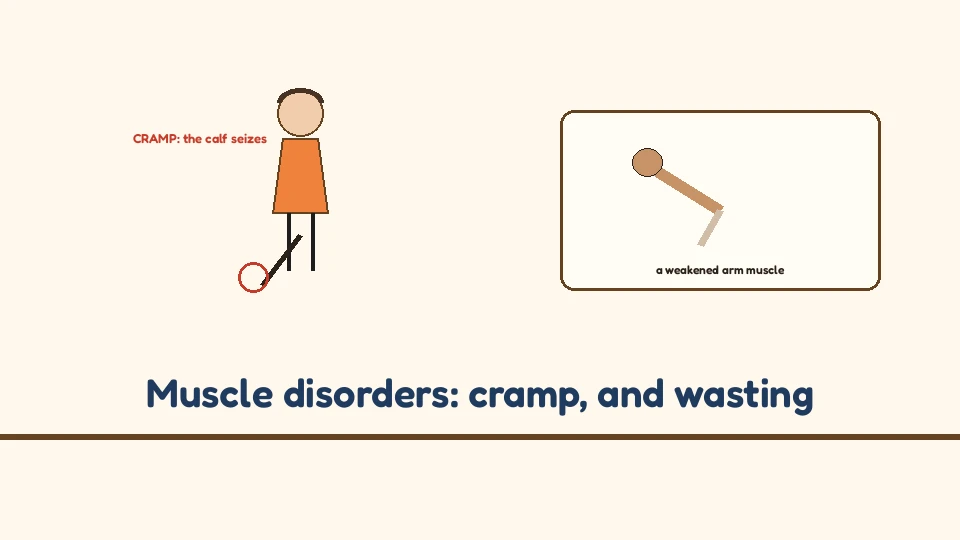 CRAMP: the calf seizes
a weakened arm muscle
Muscle disorders: cramp, and wasting